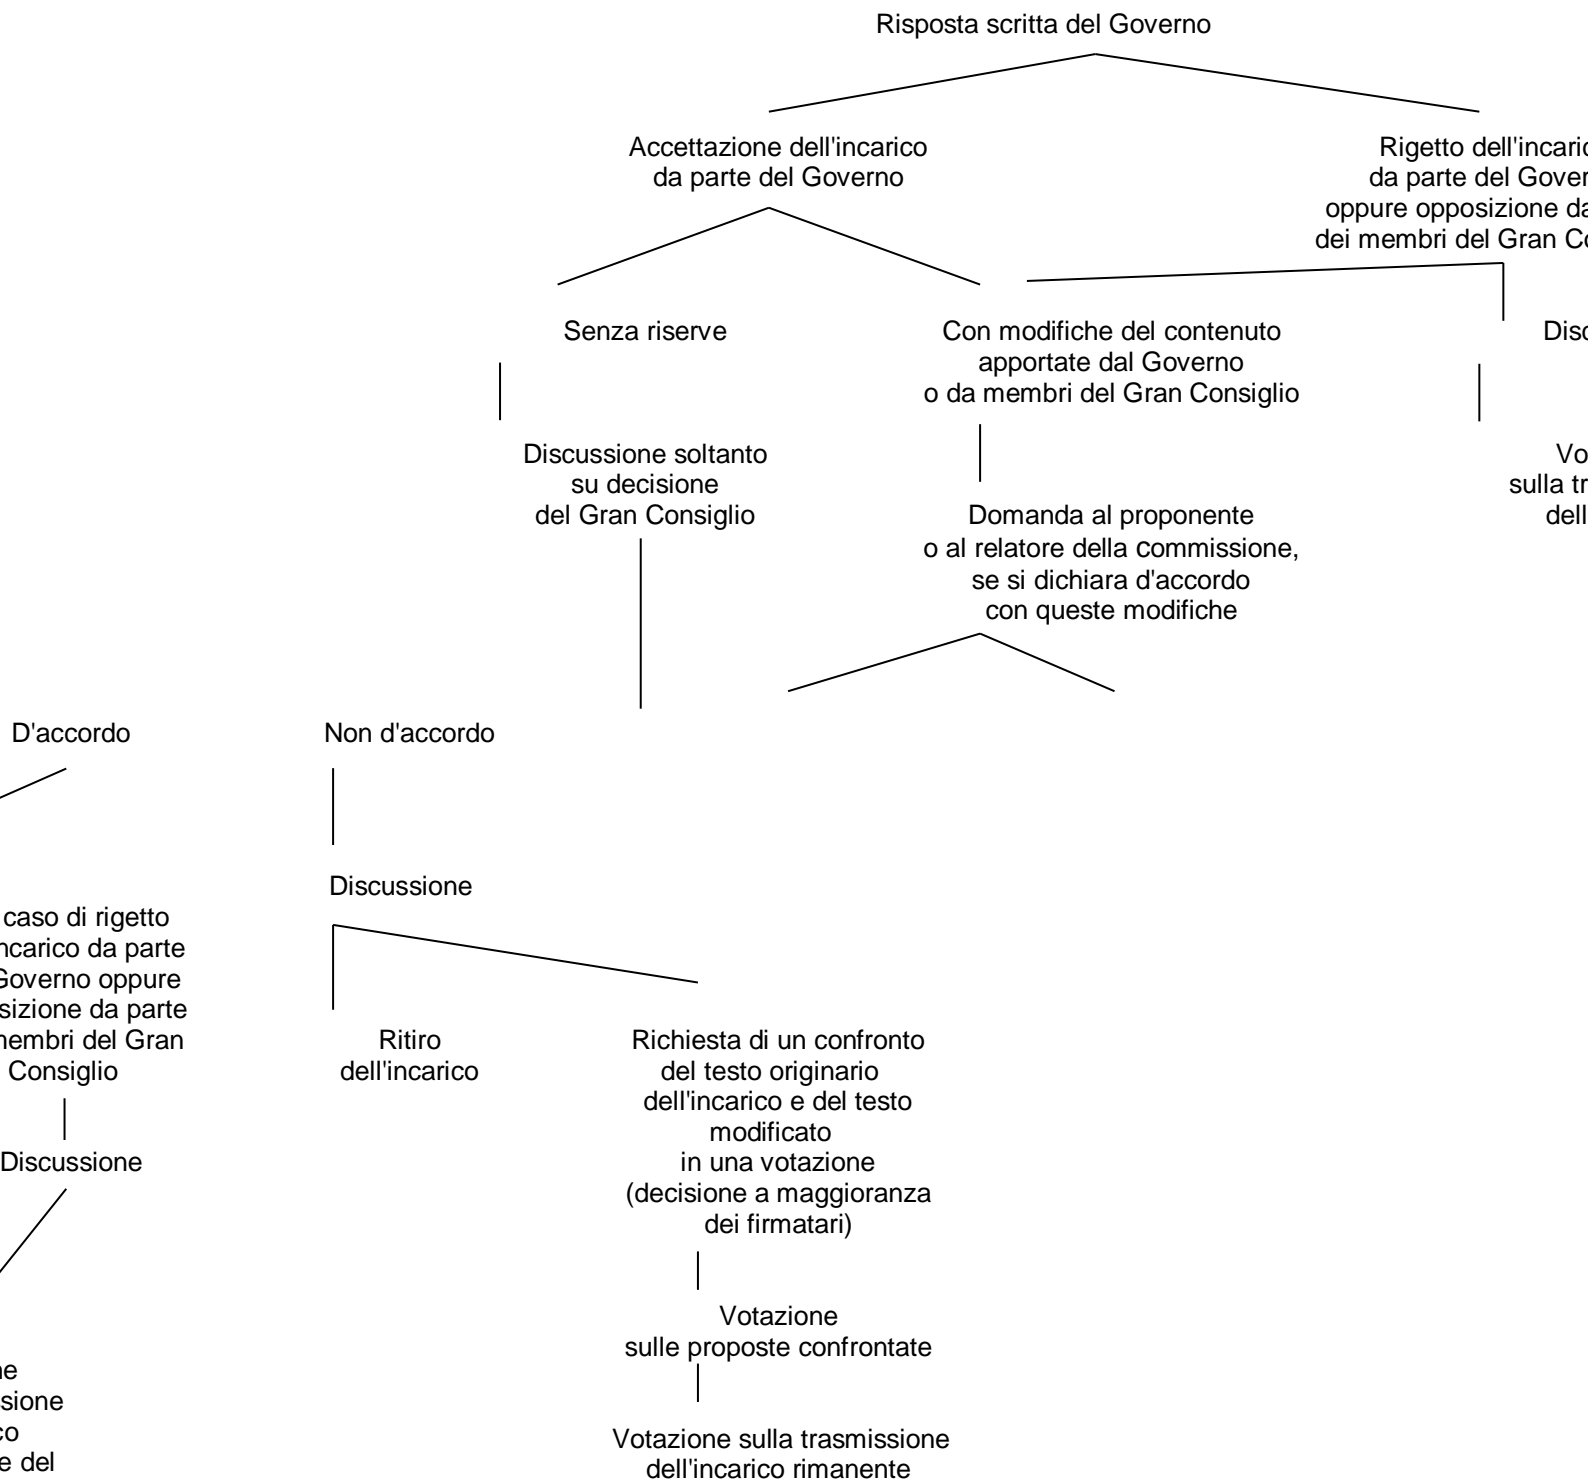 Risposta scritta del Governo
Accettazione dell'incarico
da parte del Governo
Rigetto dell'incaric
da parte del Gover
oppure opposizione da
dei membri del Gran Co
Senza riserve
Con modifiche del contenuto
apportate dal Governo
o da membri del Gran Consiglio
Disc
Discussione soltanto
su decisione
del Gran Consiglio
Domanda al proponente
o al relatore della commissione,
se si dichiara d'accordo
con queste modifiche
Vo
sulla tr
dell
D'accordo
Non d'accordo
caso di rigetto
ncarico da parte
Governo oppure
sizione da parte
membri del Gran
Consiglio
Discussione
Discussione
Ritiro
dell'incarico
Richiesta di un confronto
del testo originario
dell'incarico e del testo
modificato
in una votazione
(decisione a maggioranza
dei firmatari)
Votazione
sulle proposte confrontate
Votazione sulla trasmissione
dell'incarico rimanente
ne
sione
co
e del